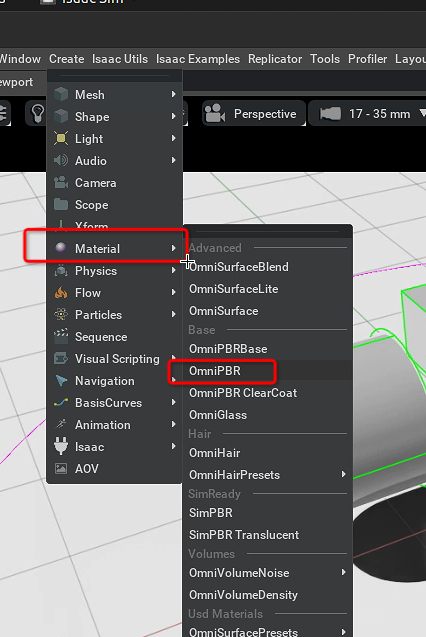 Isaac Sim
Window Create Isaac Utils Isaac Examples Replicator Tools Profiler Layou
ewport
Perspective
17 - 35 mm
Mesh
Shape
Light
Audio
Camera
Scope
Xform
Material
Physics
Flow
Particles
Sequence
Visual Scripting
Navigation
BasisCurves
Animation
Isaac
AOV
Advanced
OmniSurfaceBlend
OmniSurfaceLite
OmniSurface
Base
OmniPBRBase
OmniPBR
OmniPBR ClearCoat
OmniGlass
Hair
OmniHair
OmniHairPresets
SimReady
SimPBR
SimPBR Translucent
Volumes
OmniVolumeNoise
OmniVolumeDensity
Usd Materials
OmniSurfacePresets